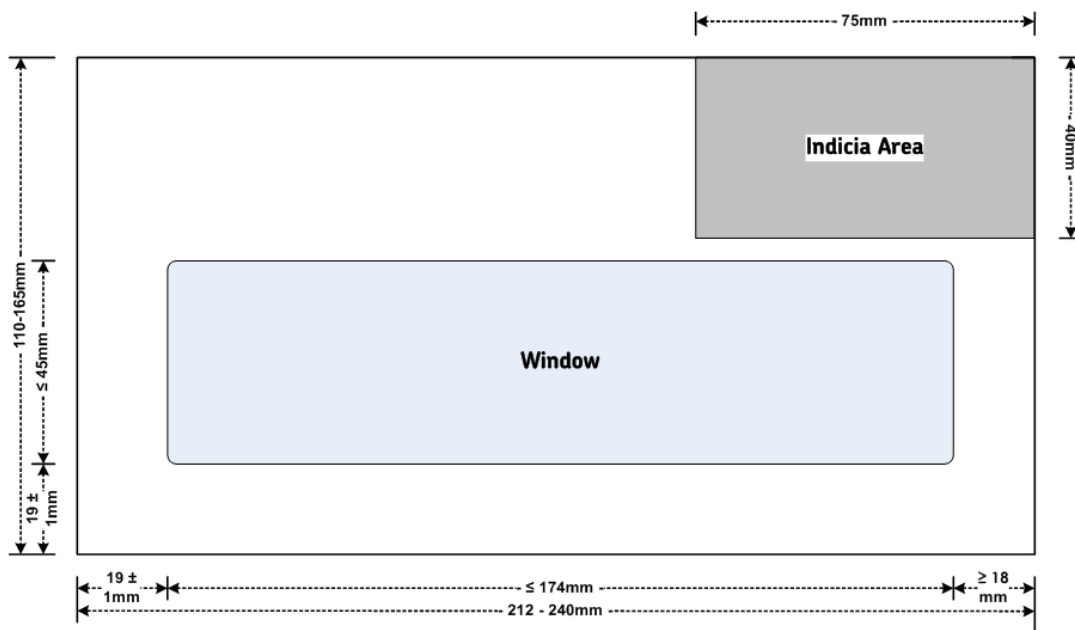 75mm
Indicia Area
40mm
110-165mm
≤ 45mm
Window
19 ±
1mm
19 ±
1mm
≤ 174mm
≥ 18
mm
212 - 240mm